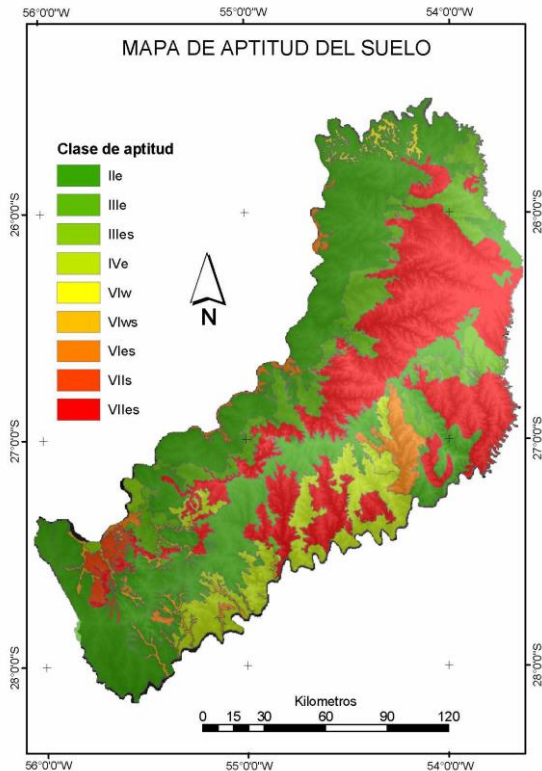 56°0'0"W 55°0'0"W 54°0'0"W
MAPA DE APTITUD DEL SUELO
Clase de aptitud
IIe
IIIe
IIIes
IVe
VIw
VIws
VIes
VIIs
VIIes
N
26°0'0"S 26°0'0"S
27°0'0"S 27°0'0"S
28°0'0"S 28°0'0"S
Kilometros
0 15 30 60 90 120
56°0'0"W 55°0'0"W 54°0'0"W